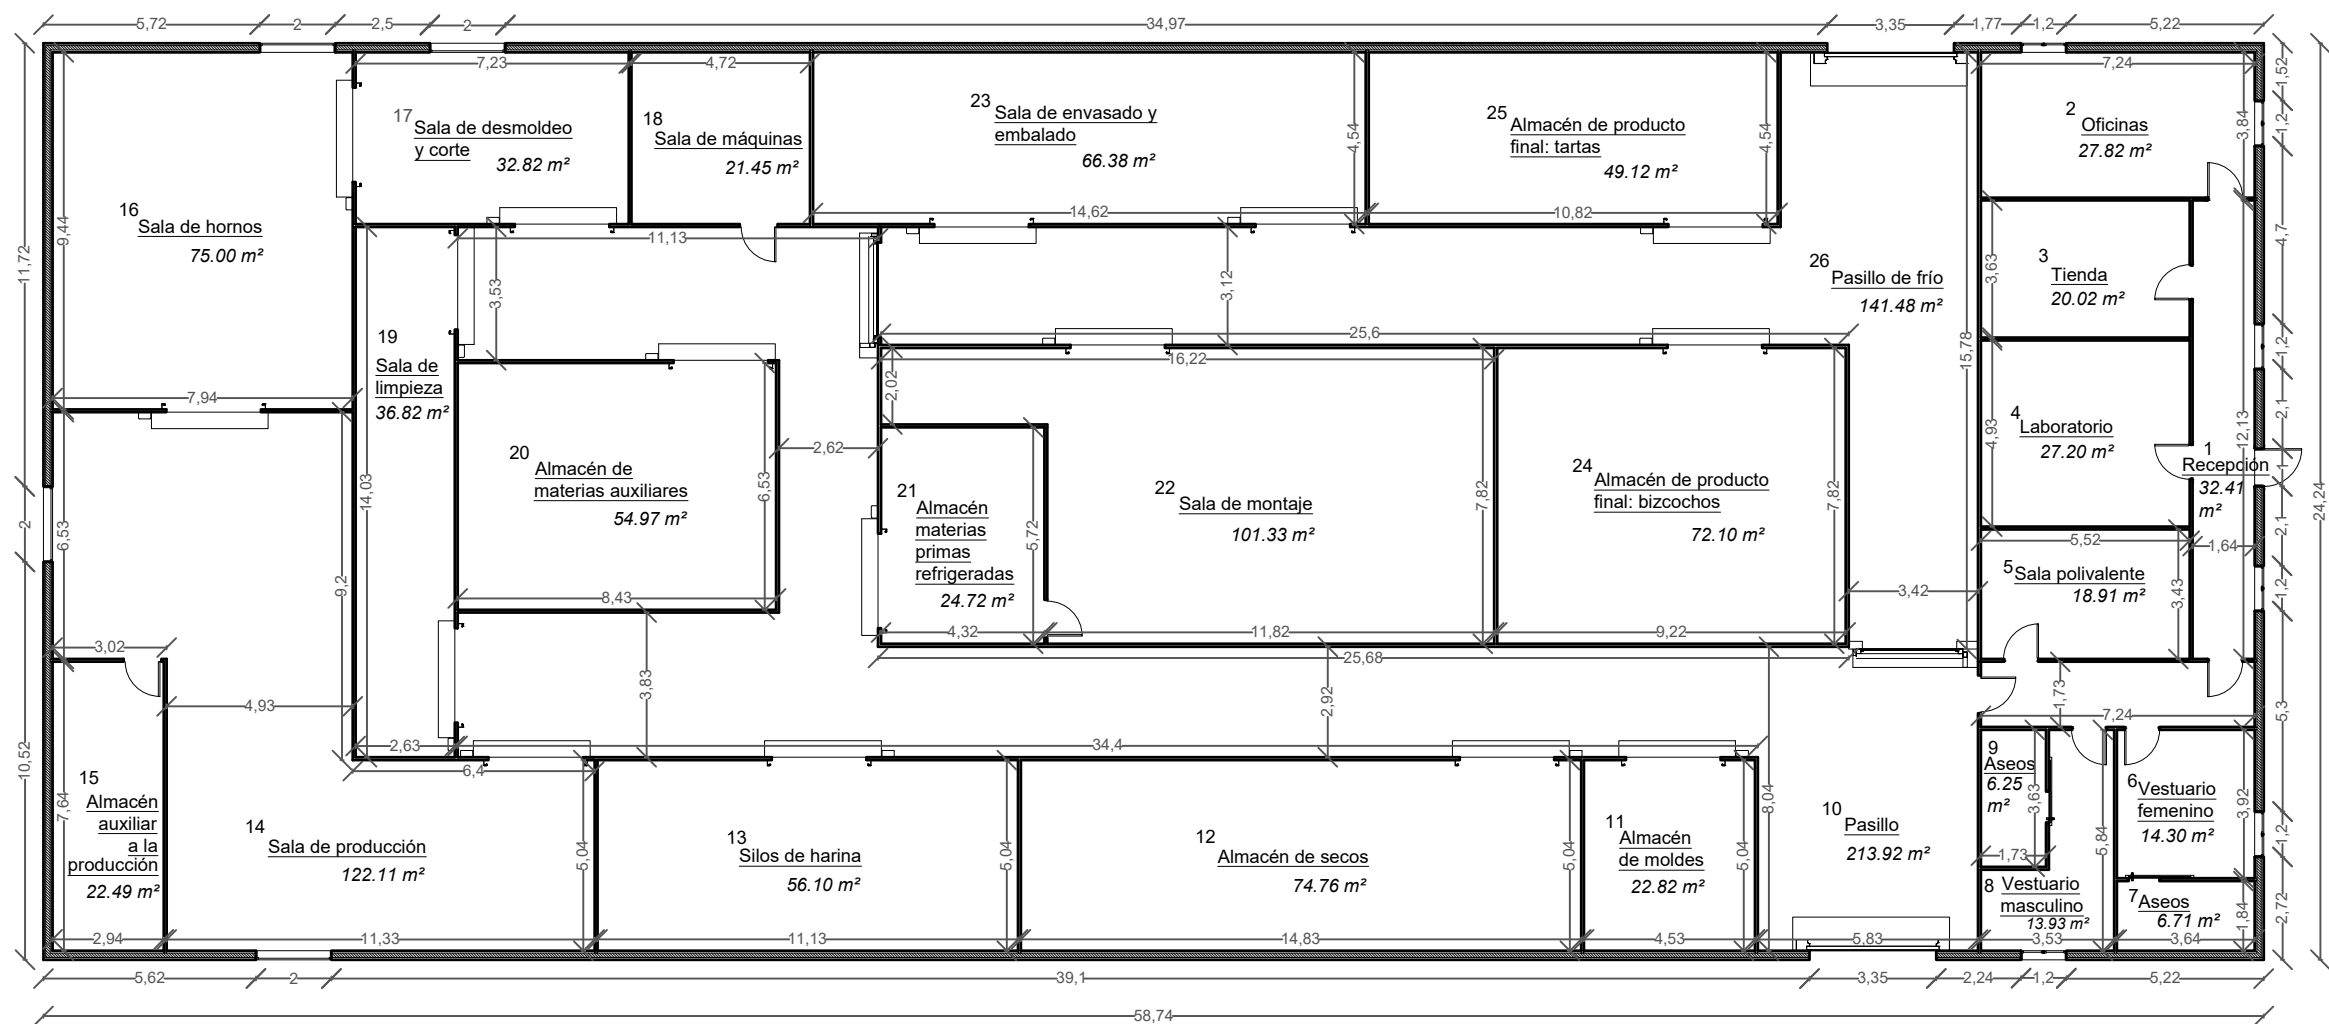 5,72
2
2,5
2
34,97
3,35
1,77
1,2
5,22
7,23
4,72
7,24
1,52
17
Sala de desmoldeo
y corte
32.82 m²
18
Sala de máquinas
21.45 m²
23
Sala de envasado y
embalado
66.38 m²
4,54
25
Almacén de producto
final: tartas
49.12 m²
4,54
2
Oficinas
27.82 m²
3,84
1,2
16
Sala de hornos
75.00 m²
9,44
11,72
14,62
10,82
11,13
3,53
3,12
26
Pasillo de frío
141.48 m²
3
Tienda
20.02 m²
3,63
4,7
25,6
16,22
15,78
1,2
19
Sala de
limpieza
36.82 m²
7,94
2,02
2,62
20
Almacén de
materias auxiliares
54.97 m²
6,53
8,43
14,03
21
Almacén
materias
primas
refrigeradas
24.72 m²
5,72
22
Sala de montaje
101.33 m²
7,82
24
Almacén de producto
final: bizcochos
72.10 m²
7,82
4
Laboratorio
27.20 m²
4,93
2,1
12,13
1
Recepción
32.41
m²
1
24,24
2
6,53
9,2
5,52
1,64
2,1
5
Sala polivalente
18.91 m²
3,43
1,2
3,42
4,32
11,82
9,22
25,68
3,02
4,93
3,83
2,92
1,73
7,24
5,3
2,63
34,4
6,4
10,52
15
Almacén
auxiliar
a la
producción
22.49 m²
7,64
14
Sala de producción
122.11 m²
5,04
13
Silos de harina
56.10 m²
5,04
12
Almacén de secos
74.76 m²
5,04
11
Almacén
de moldes
22.82 m²
5,04
8,04
10
Pasillo
213.92 m²
9
Aseos
6.25
m²
3,63
1,73
5,84
6
Vestuario
femenino
14.30 m²
3,92
1,2
8
Vestuario
masculino
13.93 m²
7
Aseos
6.71 m²
1,84
2,72
2,94
11,33
11,13
14,83
4,53
5,83
3,53
3,64
5,62
2
39,1
3,35
2,24
1,2
5,22
58,74